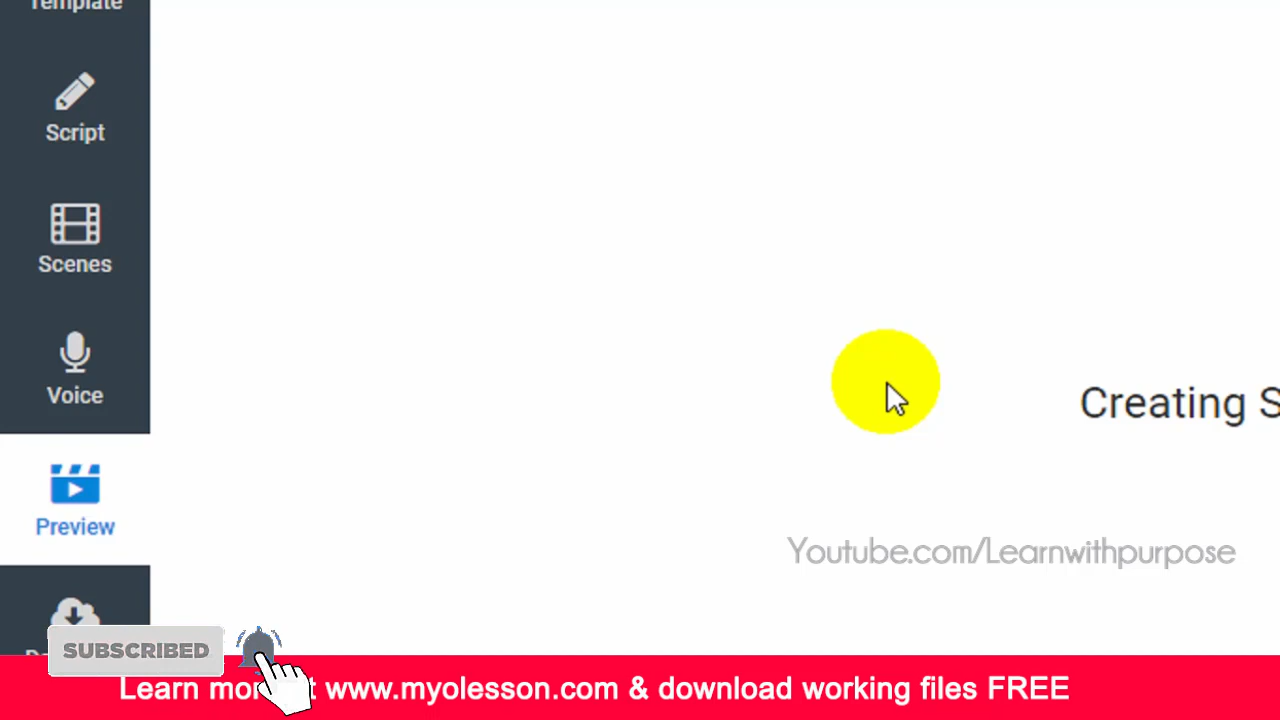 Template
Script
Scenes
Voice
Creating S
Preview
Youtube.com/Learnwithpurpose
SUBSCRIBED
Learn mo t www.myolesson.com & download working files FREE